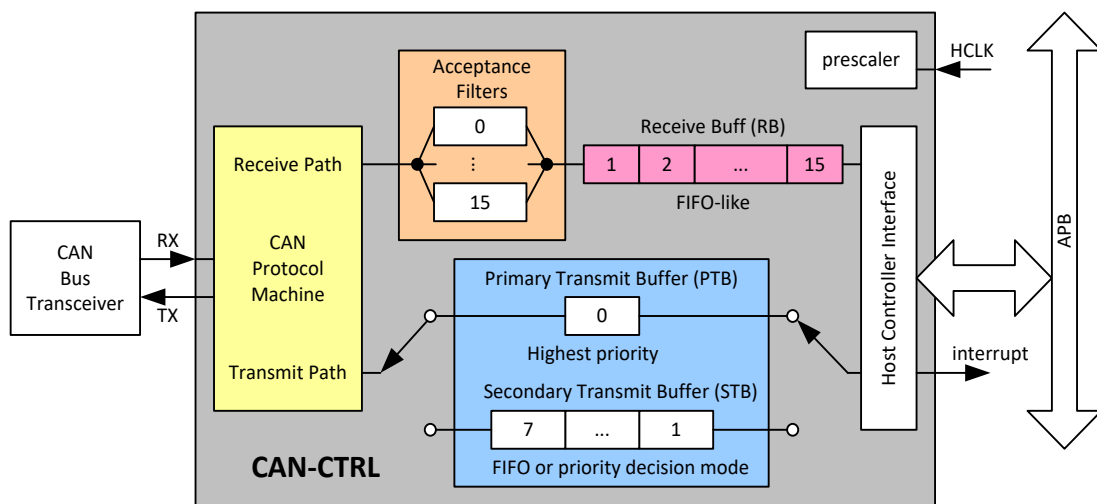 Acceptance
Filters
0
⋮
15
prescaler
HCLK
Receive Buff (RB)
1 2 ... 15
FIFO-like
Receive Path
CAN
Protocol
Machine
Transmit Path
CAN
Bus
Transceiver
RX
TX
Primary Transmit Buffer (PTB)
0
Highest priority
Secondary Transmit Buffer (STB)
7 ... 1
FIFO or priority decision mode
Host Controller Interface
APB
interrupt
CAN-CTRL